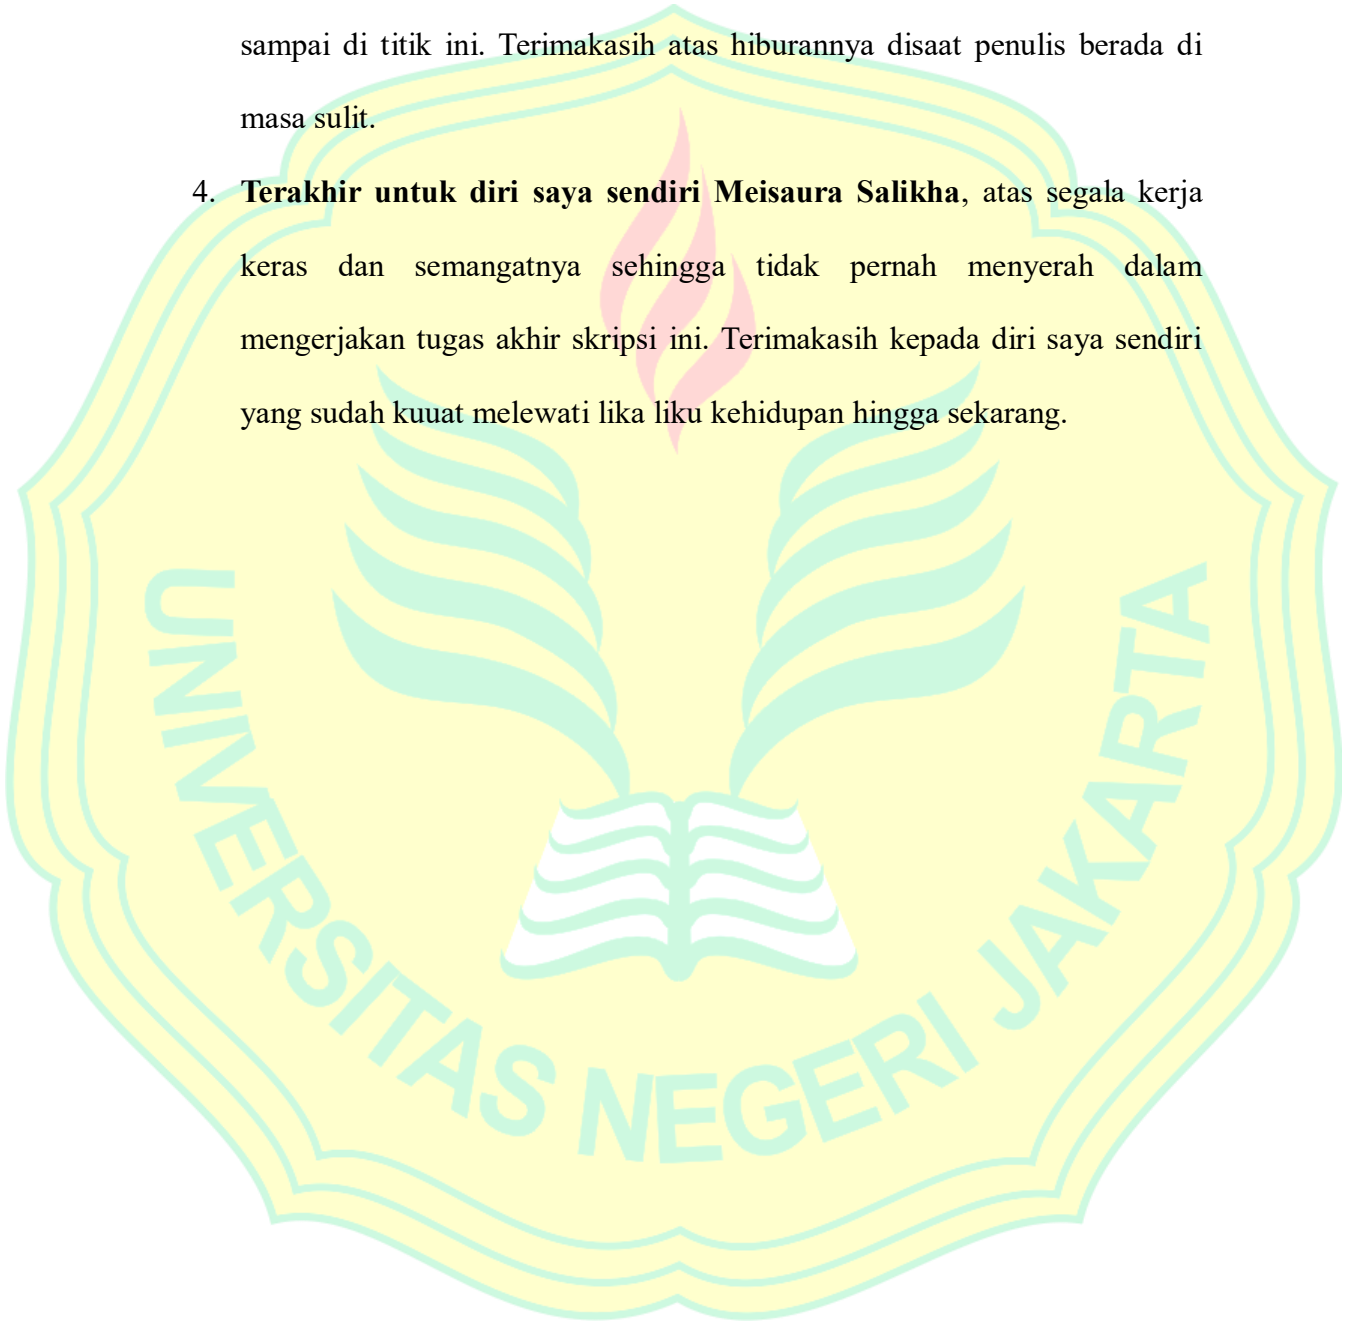 sampai di titik ini. Terimakasih atas hiburannya disaat penulis berada di
masa sulit.
4. Terakhir untuk diri saya sendiri Meisaura Salikha, atas segala kerja
keras dan semangatnya sehingga tidak pernah menyerah dalam
mengerjakan tugas akhir skripsi ini. Terimakasih kepada diri saya sendiri
yang sudah kuuat melewati lika liku kehidupan hingga sekarang.
UNIVERSITAS NEGERI JAKARTA